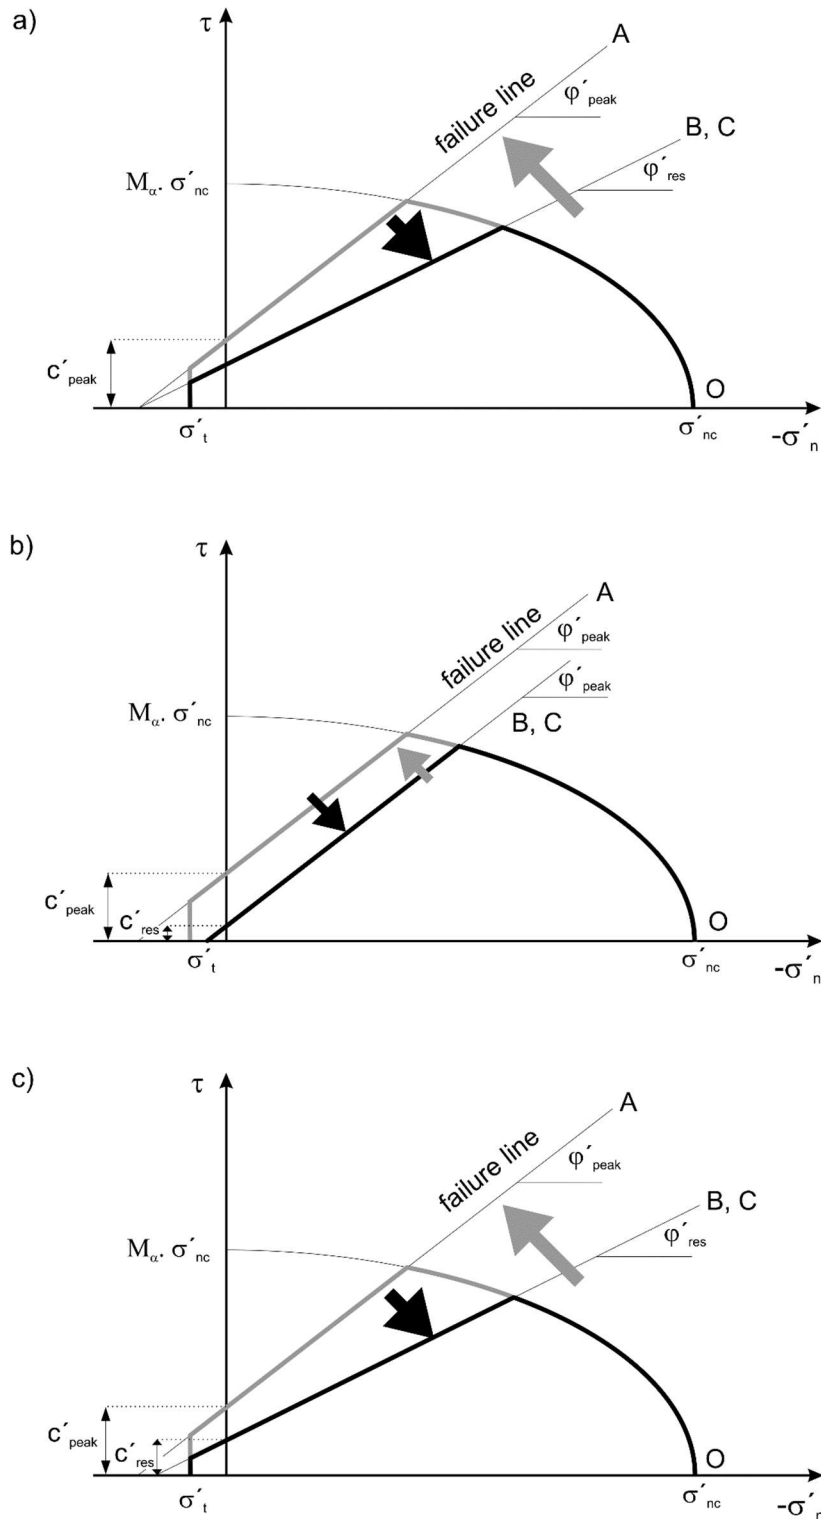 a)
τ
A
failure line
φ´peak
B, C
φ´res
Mα. σ´nc
c´peak
O
σ´t
σ´nc
-σ´n
b)
τ
A
failure line
φ´peak
φ´peak
B, C
Mα. σ´nc
c´peak
c´res
O
σ´t
σ´nc
-σ´n
c)
τ
A
failure line
φ´peak
B, C
φ´res
Mα. σ´nc
c´peak
c´res
O
σ´t
σ´nc
-σ´n